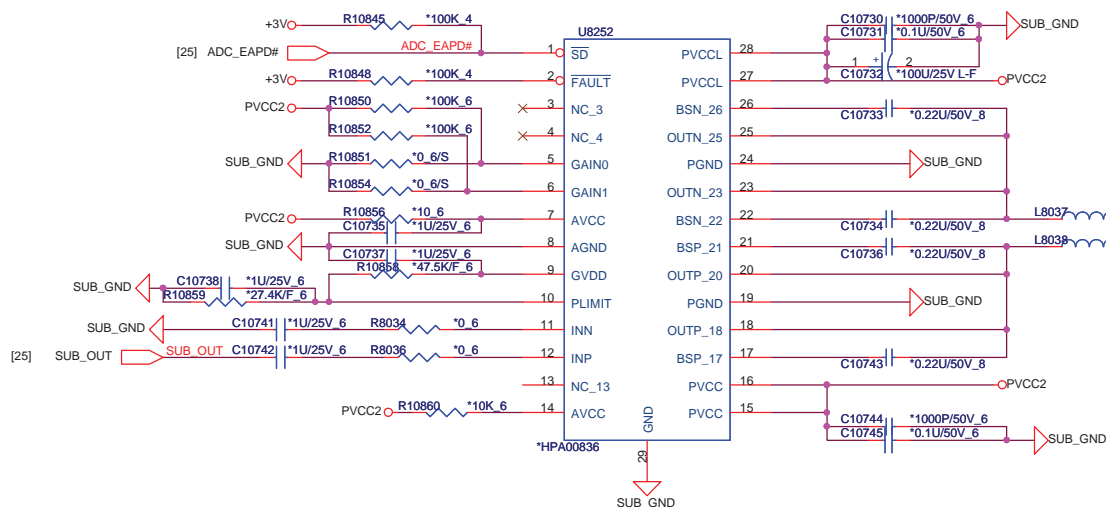 R10845 *100K_4
+3V
[25] ADC_EAPD# ADC_EAPD#
+3V R10848 *100K_4
PVCC2 R10850 *100K_6
R10852 *100K_6
SUB_GND R10851 *0_6/S
R10854 *0_6/S
PVCC2 R10856 *10_6
C10735 *1U/25V_6
SUB_GND
C10737 *1U/25V_6
R10858 *47.5K/F_6
SUB_GND C10738 *1U/25V_6
R10859 *27.4K/F_6
SUB_GND C10741 *1U/25V_6 R8034 *0_6
[25] SUB_OUT SUB_OUT C10742 *1U/25V_6 R8036 *0_6
PVCC2 R10860 *10K_6
U8252
1 SD PVCCL 28
2 FAULT PVCCL 27
3 NC_3 BSN_26 26
4 NC_4 OUTN_25 25
5 GAIN0 PGND 24
6 GAIN1 OUTN_23 23
7 AVCC BSN_22 22
8 AGND BSP_21 21
9 GVDD OUTP_20 20
10 PLIMIT PGND 19
11 INN OUTP_18 18
12 INP BSP_17 17
13 NC_13 PVCC 16
14 AVCC PVCC 15
GND
*HPA00836
29
SUB_GND
C10730 *1000P/50V_6
C10731 *0.1U/50V_6
SUB_GND
1 + 2
C10732 *100U/25V L-F
PVCC2
C10733 *0.22U/50V_8
SUB_GND
C10734 *0.22U/50V_8
L8037
C10736 *0.22U/50V_8
L8038
SUB_GND
C10743 *0.22U/50V_8
PVCC2
C10744 *1000P/50V_6
C10745 *0.1U/50V_6
SUB_GND